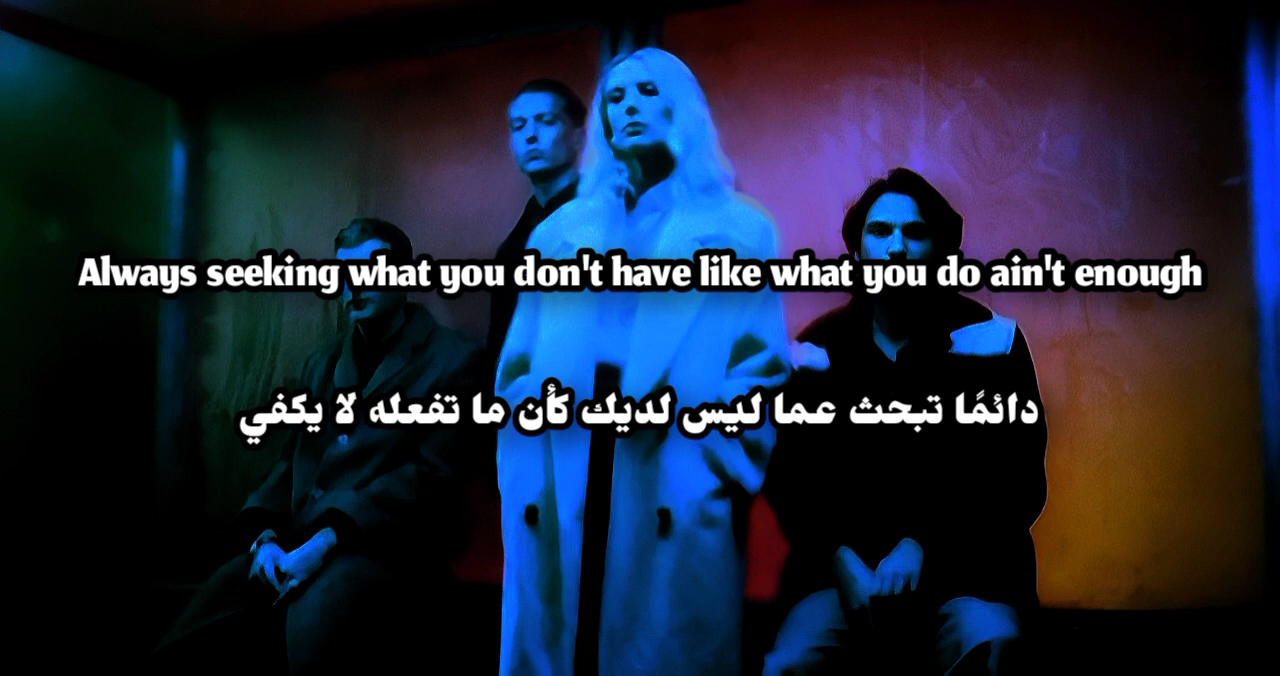 Always seeking what you don't have like what you do ain't enough
دائمًا تبحث عما ليس لديك كأن ما تفعله لا يكفي